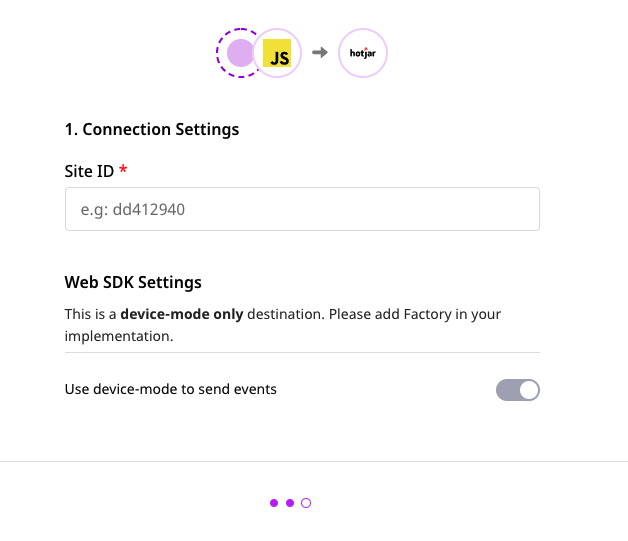 JS
hotjar
1. Connection Settings
Site ID *
e.g: dd412940
Web SDK Settings
This is a device-mode only destination. Please add Factory in your
implementation.
Use device-mode to send events